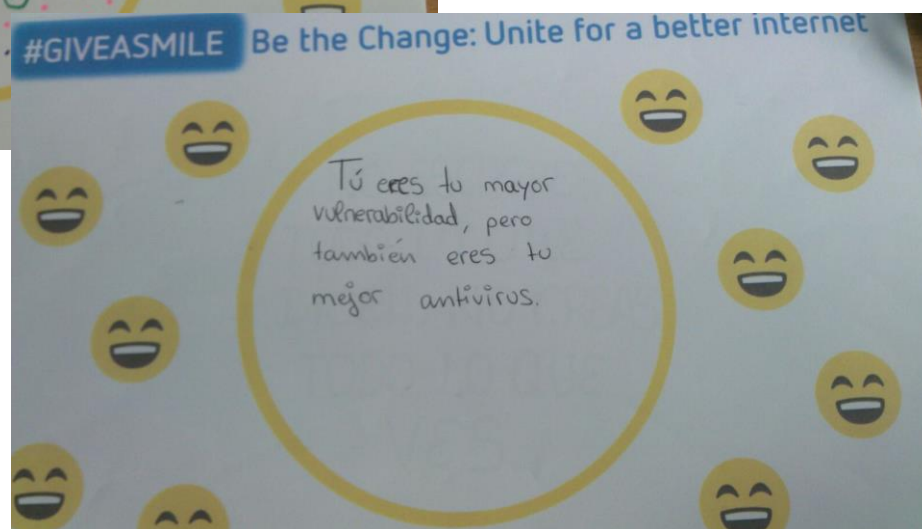 #GIVEASMILE Be the Change: Unite for a better internet
Tú eres tu mayor
vulnerabilidad, pero
también eres tu
mejor antivirus.